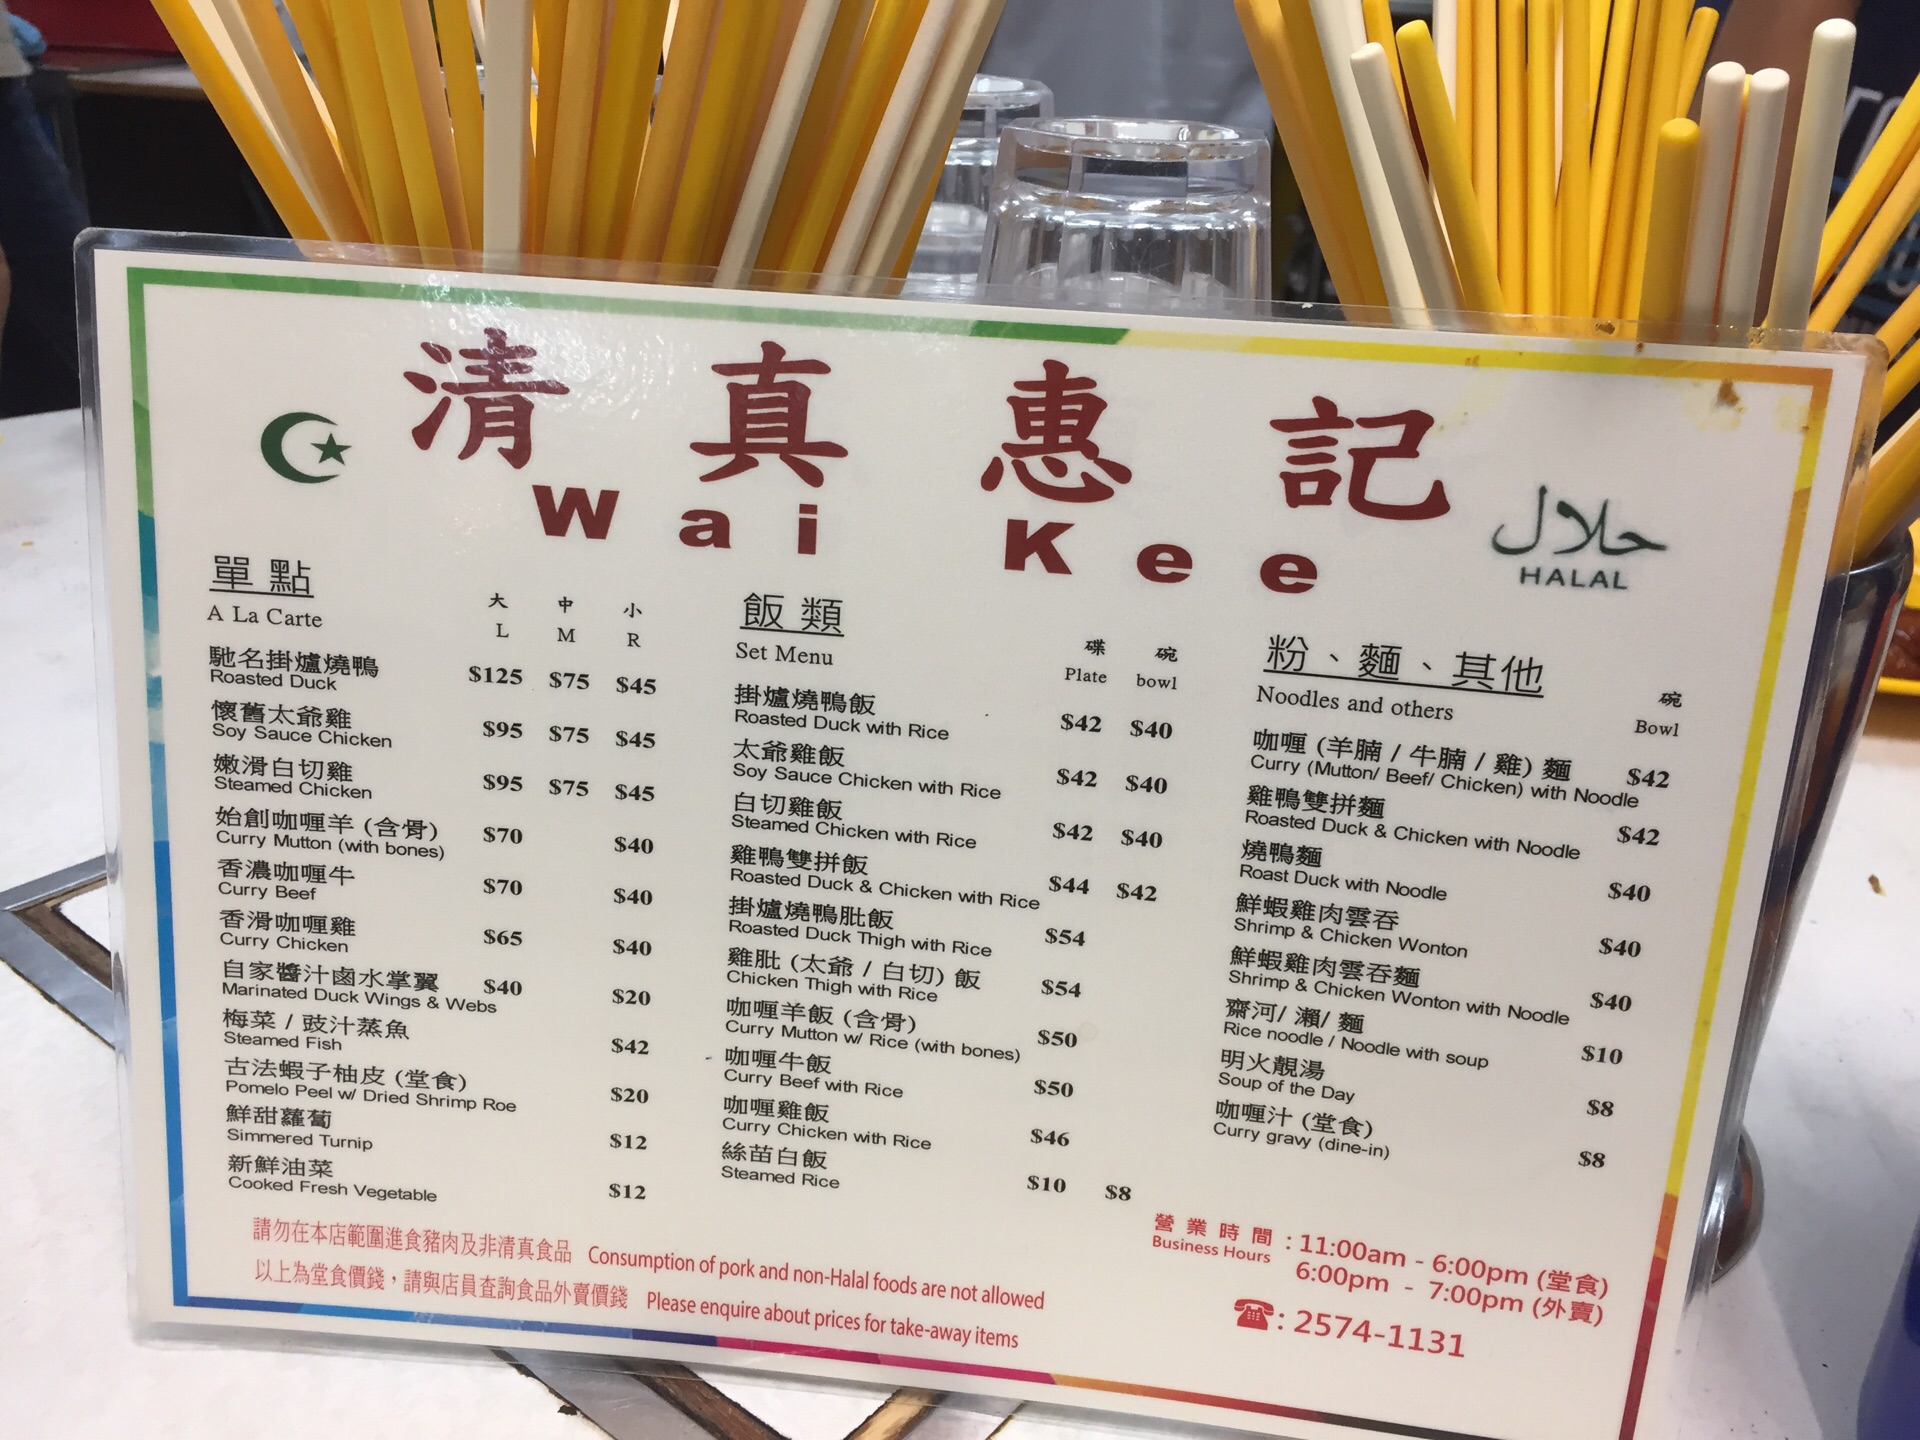 清真惠記
Wai Kee
حلال
HALAL
單點
A La Carte
大 中 小
L M R
馳名掛爐燒鴨
Roasted Duck $125 $75 $45
懷舊太爺雞
Soy Sauce Chicken $95 $75 $45
嫩滑白切雞
Steamed Chicken $95 $75 $45
始創咖喱羊 (含骨)
Curry Mutton (with bones) $70 $40
香濃咖喱牛
Curry Beef $70 $40
香滑咖喱雞
Curry Chicken $65 $40
自家醬汁鹵水掌翼
Marinated Duck Wings & Webs $40 $20
梅菜 / 豉汁蒸魚
Steamed Fish $42
古法蝦子柚皮 (堂食)
Pomelo Peel w/ Dried Shrimp Roe $20
鮮甜蘿蔔
Simmered Turnip $12
新鮮油菜
Cooked Fresh Vegetable $12
飯類
Set Menu
碟 碗
Plate bowl
掛爐燒鴨飯
Roasted Duck with Rice $42 $40
太爺雞飯
Soy Sauce Chicken with Rice $42 $40
白切雞飯
Steamed Chicken with Rice $42 $40
雞鴨雙拼飯
Roasted Duck & Chicken with Rice $44 $42
掛爐燒鴨肶飯
Roasted Duck Thigh with Rice $54
雞肶 (太爺 / 白切) 飯
Chicken Thigh with Rice $54
咖喱羊飯 (含骨)
Curry Mutton w/ Rice (with bones) $50
咖喱牛飯
Curry Beef with Rice $50
咖喱雞飯
Curry Chicken with Rice $46
絲苗白飯
Steamed Rice $10 $8
粉、麵、其他
Noodles and others
碗
Bowl
咖喱 (羊腩 / 牛腩 / 雞) 麵
Curry (Mutton/ Beef/ Chicken) with Noodle $42
雞鴨雙拼麵
Roasted Duck & Chicken with Noodle $42
燒鴨麵
Roast Duck with Noodle $40
鮮蝦雞肉雲吞
Shrimp & Chicken Wonton $40
鮮蝦雞肉雲吞麵
Shrimp & Chicken Wonton with Noodle $40
齋河/ 瀨/ 麵
Rice noodle / Noodle with soup $10
明火靚湯
Soup of the Day $8
咖喱汁 (堂食)
Curry gravy (dine-in) $8
請勿在本店範圍進食豬肉及非清真食品 Consumption of pork and non-Halal foods are not allowed
以上為堂食價錢，請與店員查詢食品外賣價錢 Please enquire about prices for take-away items
營業時間
Business Hours : 11:00am - 6:00pm (堂食)
6:00pm - 7:00pm (外賣)
☎: 2574-1131